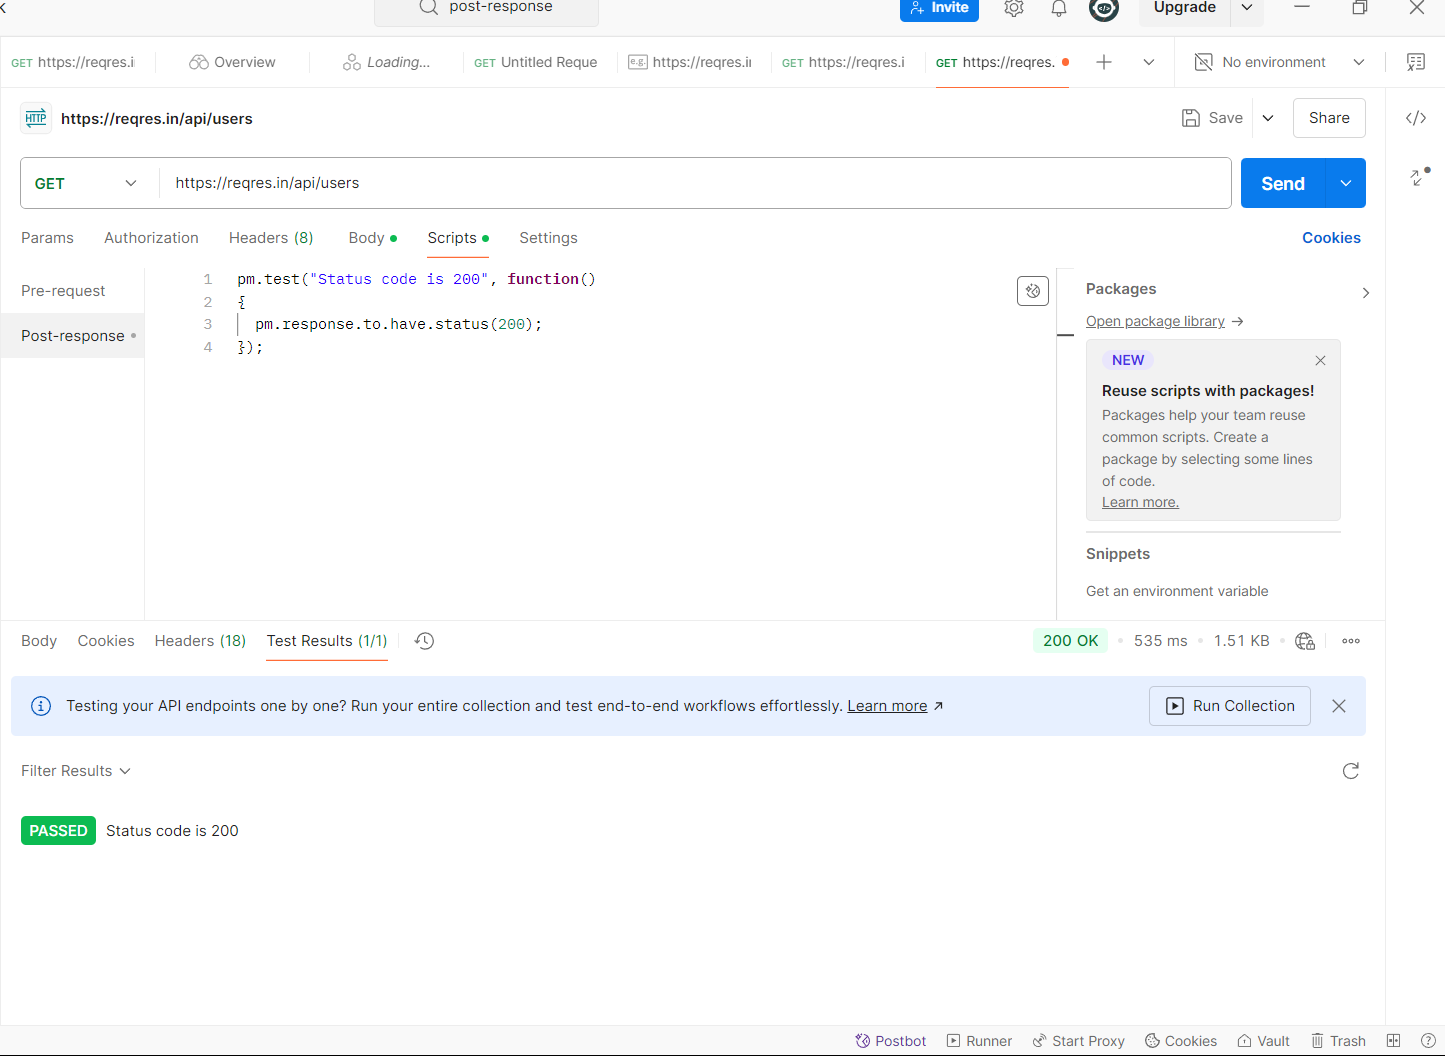 post-response
Invite
Upgrade
GET https://reqres.i
Overview
Loading...
GET Untitled Reque
e.g. https://reqres.i
GET https://reqres.i
GET https://reqres.
No environment
HTTP https://reqres.in/api/users
Save
Share
GET https://reqres.in/api/users
Send
Params Authorization Headers (8) Body Scripts Settings
Cookies
Pre-request
Post-response
1 pm.test("Status code is 200", function()
2 {
3 pm.response.to.have.status(200);
4 });
Packages
Open package library →
NEW
Reuse scripts with packages!
Packages help your team reuse
common scripts. Create a
package by selecting some lines
of code.
Learn more.
Snippets
Get an environment variable
Body Cookies Headers (18) Test Results (1/1)
200 OK • 535 ms • 1.51 KB
Testing your API endpoints one by one? Run your entire collection and test end-to-end workflows effortlessly. Learn more ↗
Run Collection
Filter Results
PASSED Status code is 200
Postbot Runner Start Proxy Cookies Vault Trash